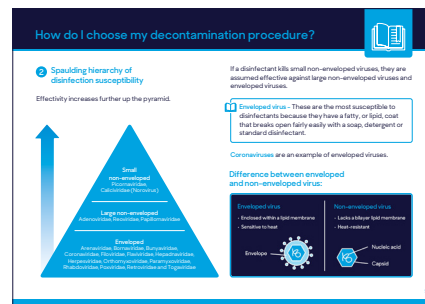 How do I choose my decontamination procedure?
2 Spaulding hierarchy of
disinfection susceptibility
Effectivity increases further up the pyramid.
Small
non-enveloped
Picornaviridae,
Caliciviridae (Norovirus)
Large non-enveloped
Adenoviridae, Reoviridae, Papillomaviridae
Enveloped
Arenaviridae, Bornaviridae, Bunyaviridae,
Coronaviridae, Filoviridae, Flaviviridae, Hepadnaviridae,
Herpesviridae, Orthomyxoviridae, Paramyxoviridae,
Rhabdoviridae, Poxviridae, Retroviridae and Togaviridae
If a disinfectant kills small non-enveloped viruses, they are
assumed effective against large non-enveloped viruses and
enveloped viruses.
Enveloped virus - These are the most susceptible to
disinfectants because they have a fatty, or lipid, coat
that breaks open fairly easily with a soap, detergent or
standard disinfectant.
Coronaviruses are an example of enveloped viruses.
Difference between enveloped
and non-enveloped virus:
Enveloped virus
- Enclosed within a lipid membrane
- Sensitive to heat
Envelope
Non-enveloped virus
- Lacks a bilayer lipid membrane
- Heat-resistant
Nucleic acid
Capsid